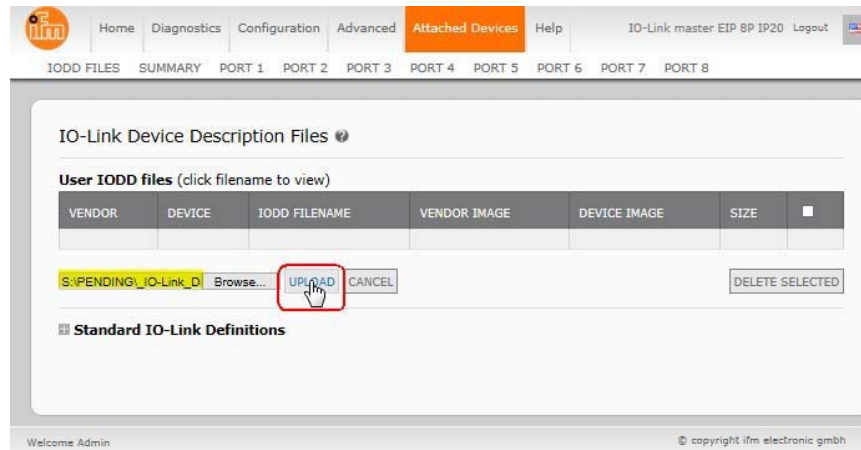 ifm
Home Diagnostics Configuration Advanced Attached Devices Help IO-Link master EIP 8P IP20 Logout
IODD FILES SUMMARY PORT 1 PORT 2 PORT 3 PORT 4 PORT 5 PORT 6 PORT 7 PORT 8
IO-Link Device Description Files ?
User IODD files (click filename to view)
VENDOR DEVICE IODD FILENAME VENDOR IMAGE DEVICE IMAGE SIZE
S:\PENDING\_IO-Link_D Browse... UPLOAD CANCEL DELETE SELECTED
Standard IO-Link Definitions
Welcome Admin © copyright ifm electronic gmbh